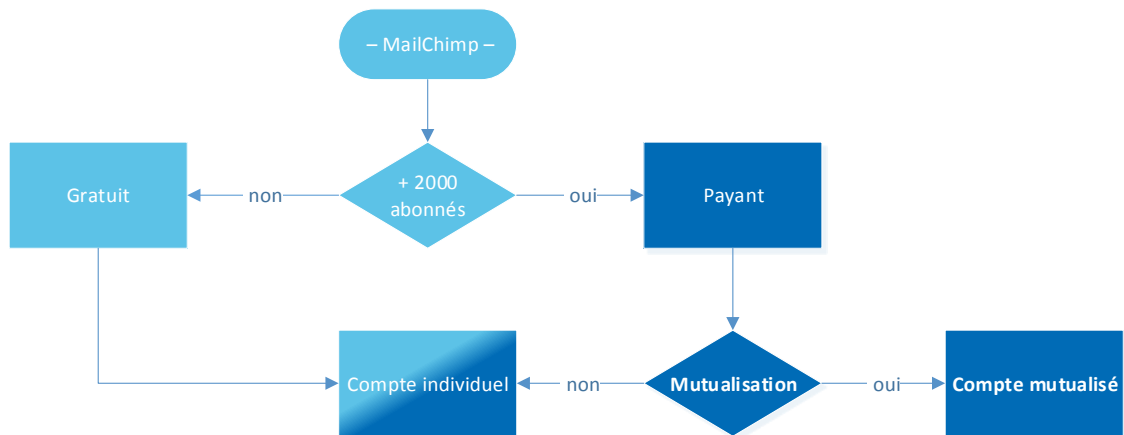 – MailChimp –
+ 2000
abonnés
Gratuit
non
oui
Payant
Compte individuel
non
Mutualisation
oui
Compte mutualisé